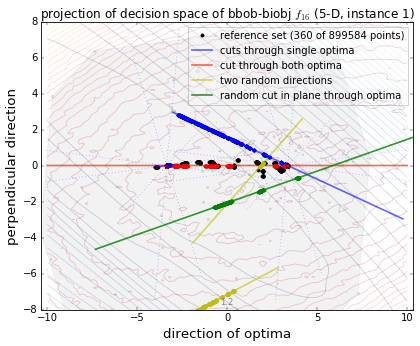 projection of decision space of bbob-biobj f₁₆ (5-D, instance 1)
reference set (360 of 899584 points)
cuts through single optima
cut through both optima
two random directions
random cut in plane through optima
perpendicular direction
8
6
4
2
0
−2
−4
−6
−8
1.2
−10
−5
0
5
10
direction of optima